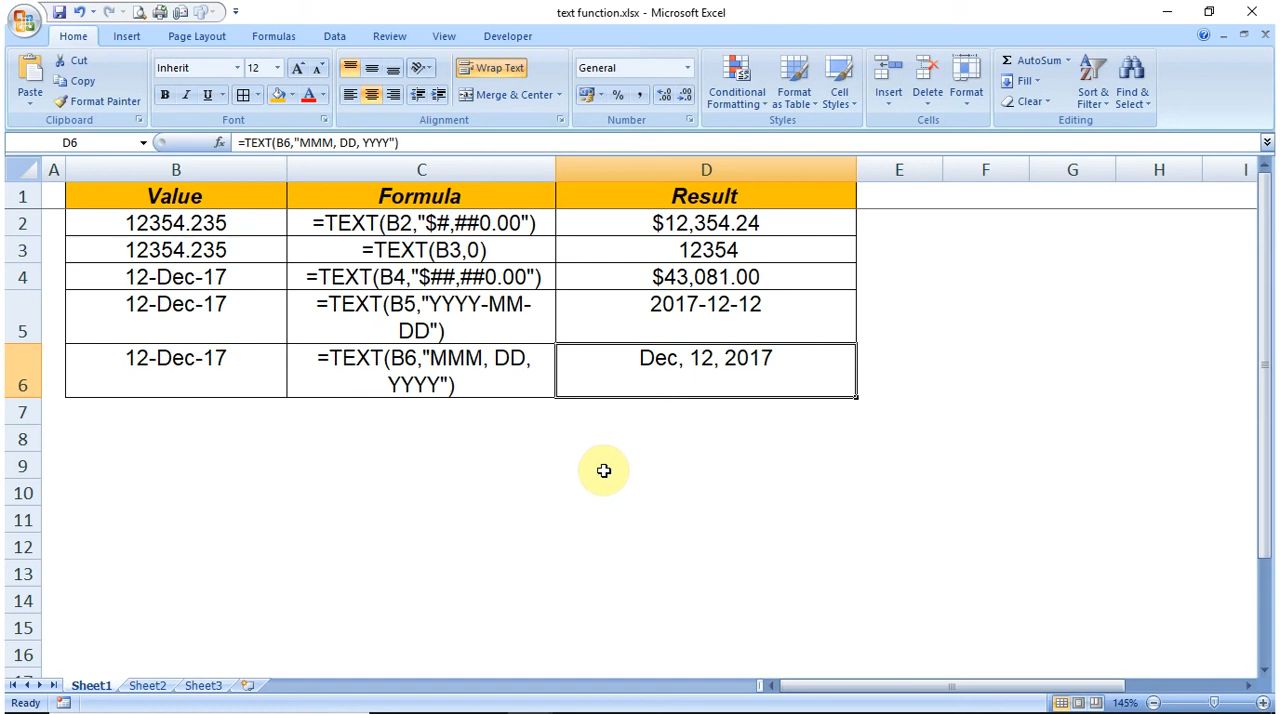 text function.xlsx - Microsoft Excel
Home Insert Page Layout Formulas Data Review View Developer
Paste
Cut
Copy
Format Painter
Clipboard
Inherit 12
B I U A
Font
Wrap Text
Merge & Center
Alignment
General
% ,
Number
Conditional Formatting
Format as Table
Cell Styles
Styles
Insert Delete Format
Cells
Σ AutoSum
Fill
Clear
Sort & Filter
Find & Select
Editing
D6 fx =TEXT(B6,"MMM, DD, YYYY")
A B C D E F G H I
1 Value Formula Result
2 12354.235 =TEXT(B2,"$#,##0.00") $12,354.24
3 12354.235 =TEXT(B3,0) 12354
4 12-Dec-17 =TEXT(B4,"$##,##0.00") $43,081.00
5 12-Dec-17 =TEXT(B5,"YYYY-MM-
DD") 2017-12-12
6 12-Dec-17 =TEXT(B6,"MMM, DD,
YYYY") Dec, 12, 2017
7
8
9
10
11
12
13
14
15
16
Sheet1 Sheet2 Sheet3
Ready 145%